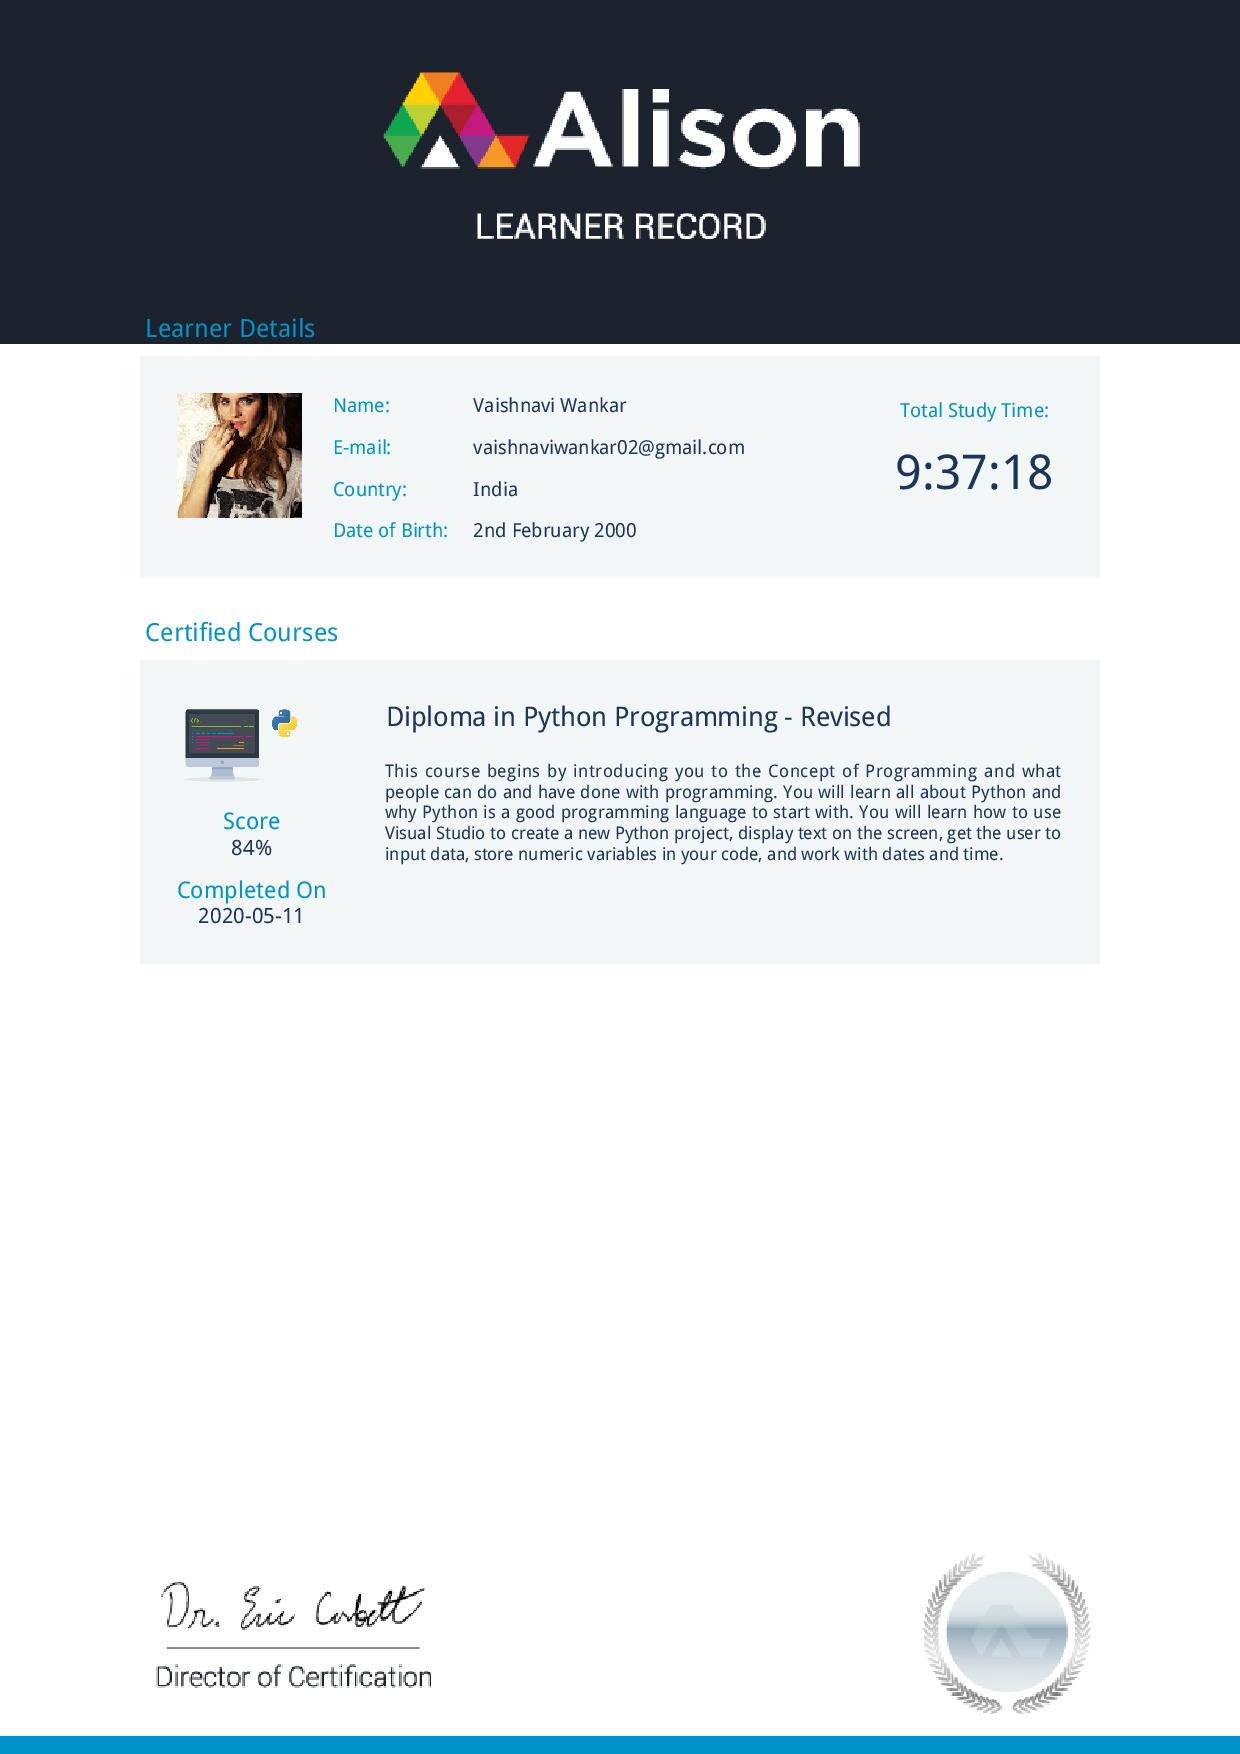 Alison
LEARNER RECORD
Learner Details
Name: Vaishnavi Wankar
E-mail: vaishnaviwankar02@gmail.com
Country: India
Date of Birth: 2nd February 2000
Total Study Time:
9:37:18
Certified Courses
Diploma in Python Programming - Revised
This course begins by introducing you to the Concept of Programming and what
people can do and have done with programming. You will learn all about Python and
why Python is a good programming language to start with. You will learn how to use
Visual Studio to create a new Python project, display text on the screen, get the user to
input data, store numeric variables in your code, and work with dates and time.
Score
84%
Completed On
2020-05-11
Dr. Eric Corbett
Director of Certification